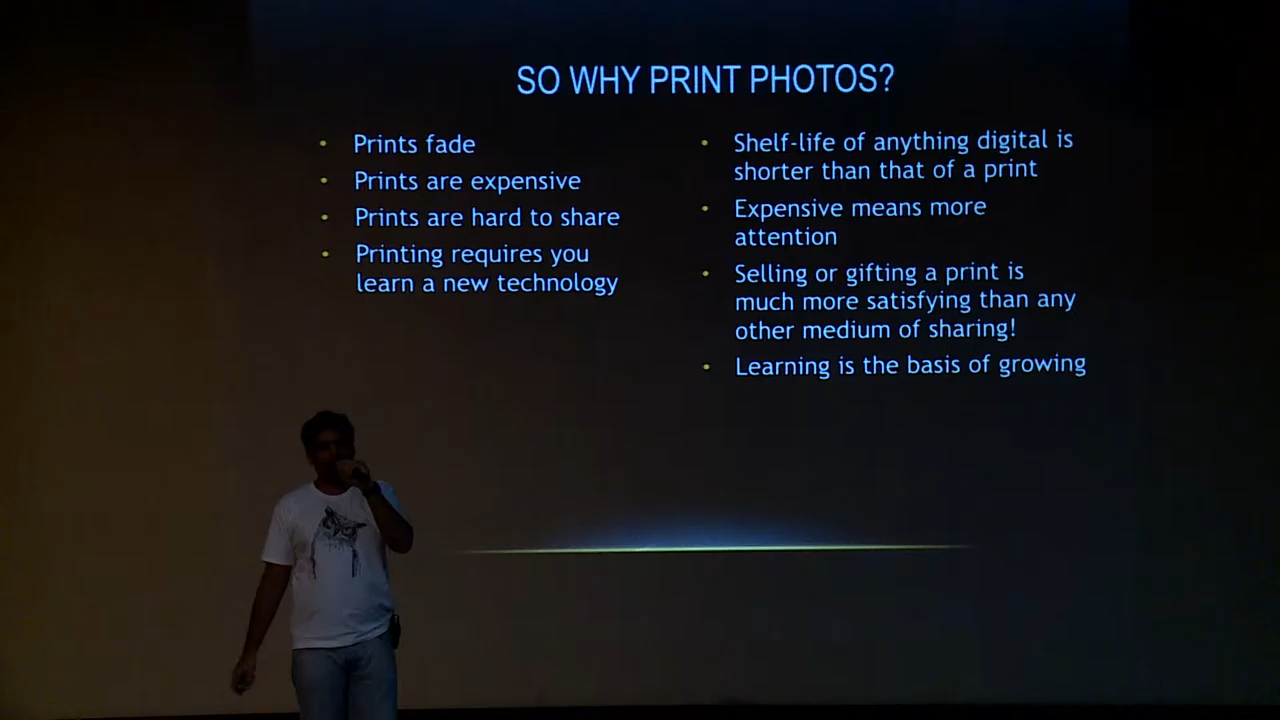 SO WHY PRINT PHOTOS?
Prints fade
Prints are expensive
Prints are hard to share
Printing requires you
learn a new technology
Shelf-life of anything digital is
shorter than that of a print
Expensive means more
attention
Selling or gifting a print is
much more satisfying than any
other medium of sharing!
Learning is the basis of growing